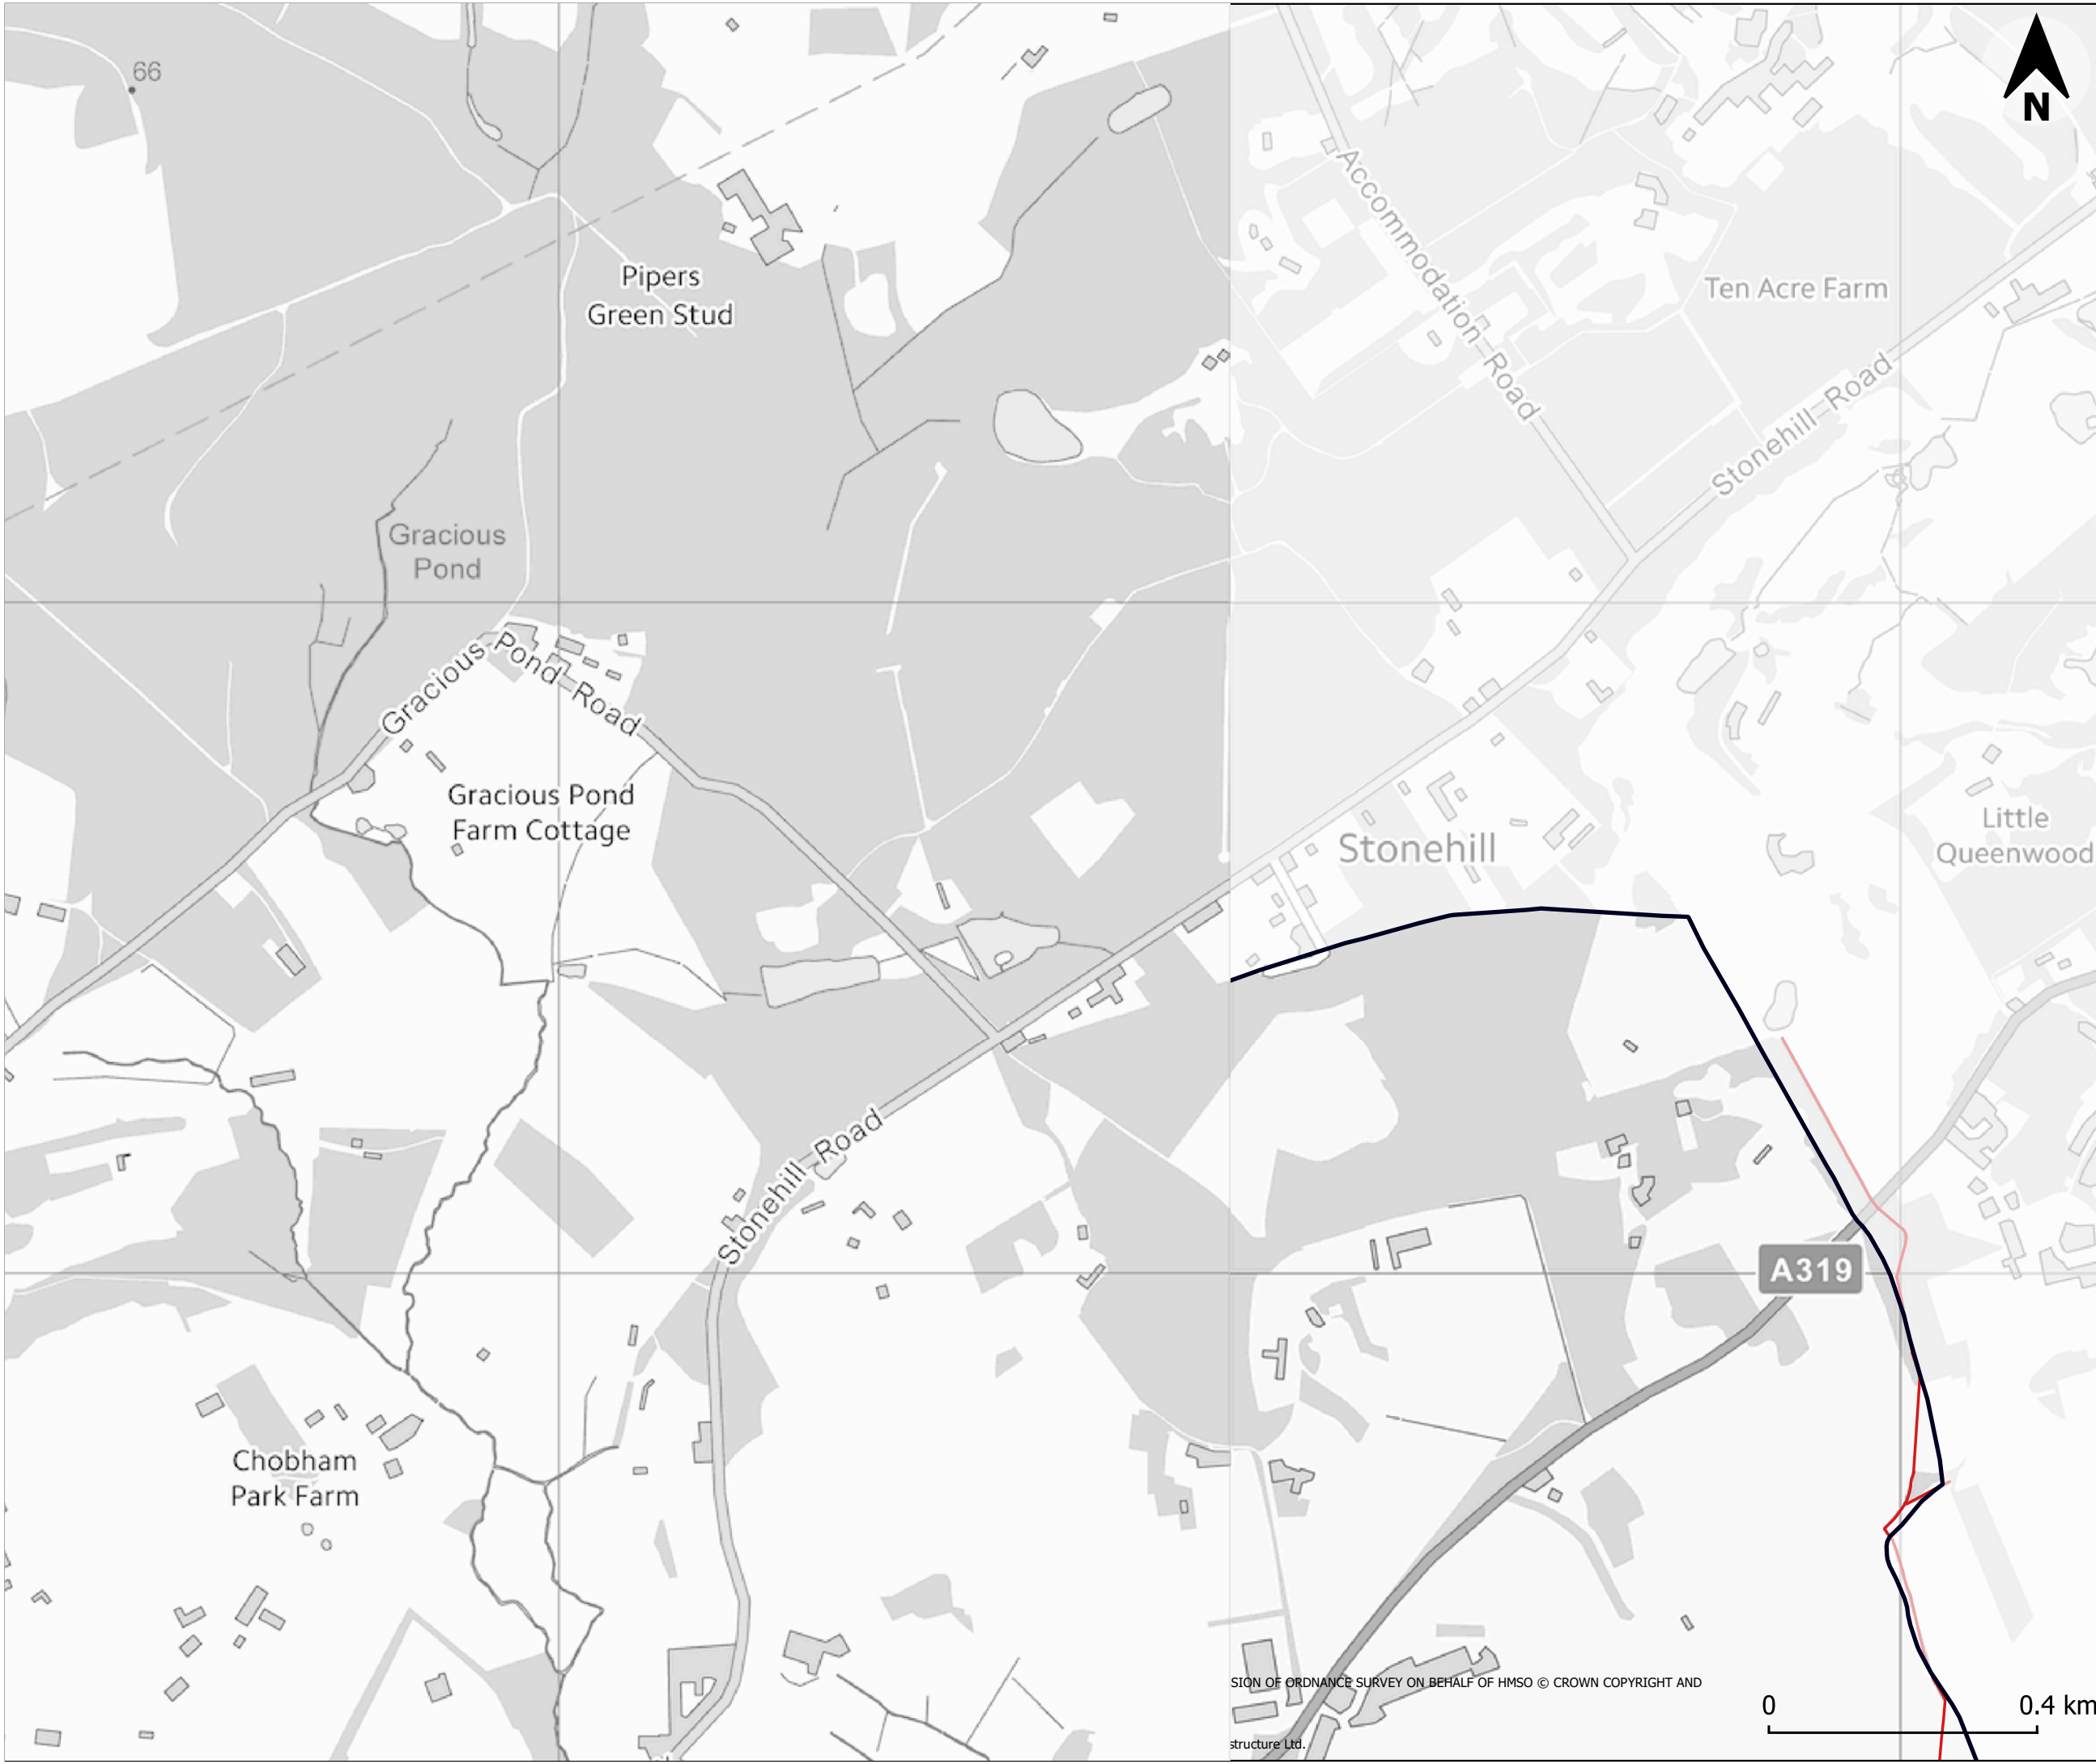 66
N
Accommodation Road
Pipers
Green Stud
Ten Acre Farm
Stonehill Road
Gracious
Pond
Gracious Pond Road
Gracious Pond
Farm Cottage
Stonehill
Little
Queenwood
Stonehill Road
A319
Chobham
Park Farm
SION OF ORDNANCE SURVEY ON BEHALF OF HMSO © CROWN COPYRIGHT AND
0 0.4 km
structure Ltd.